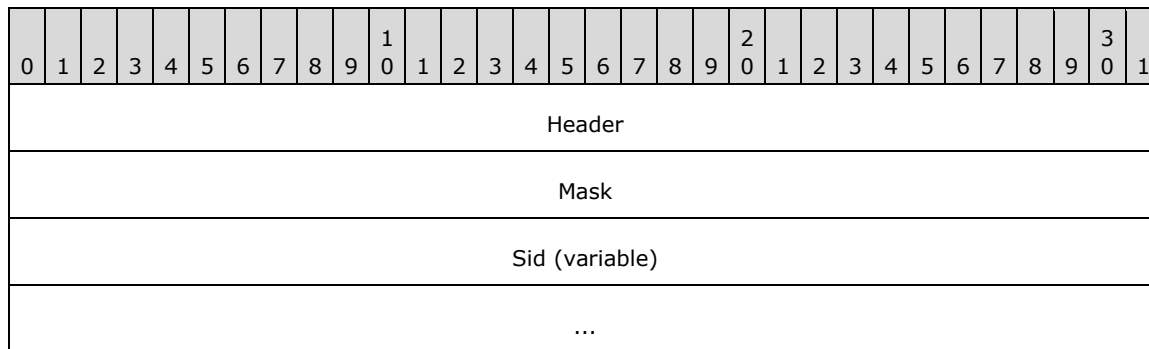 1 2 3
0 1 2 3 4 5 6 7 8 9 0 1 2 3 4 5 6 7 8 9 0 1 2 3 4 5 6 7 8 9 0 1
Header
Mask
Sid (variable)
...